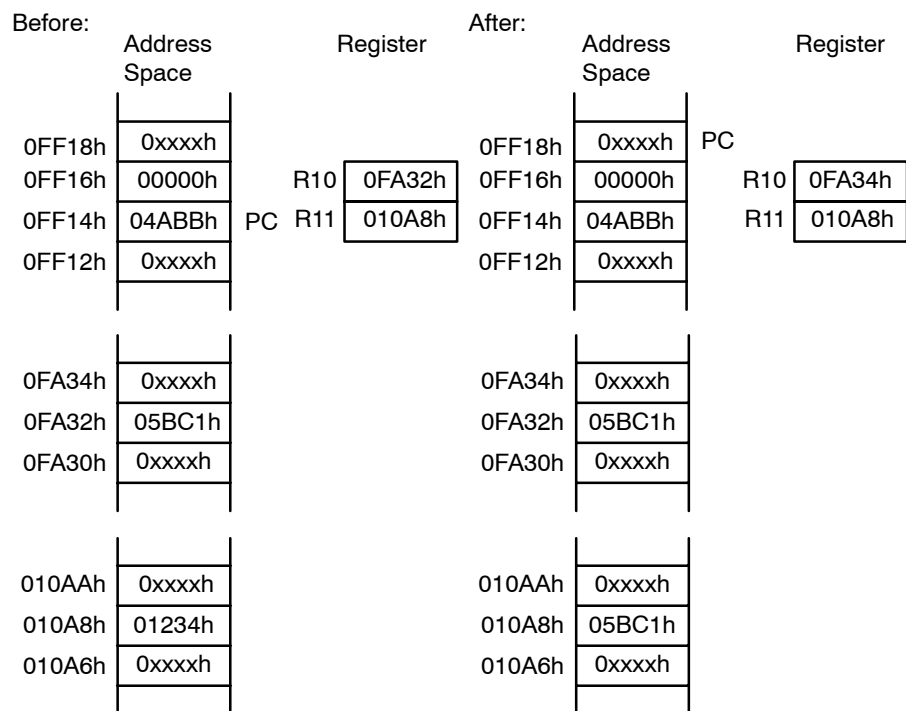 Before:
Address Space
Register
0FF18h 0xxxxh
0FF16h 00000h R10 0FA32h
0FF14h 04ABBh PC R11 010A8h
0FF12h 0xxxxh
0FA34h 0xxxxh
0FA32h 05BC1h
0FA30h 0xxxxh
010AAh 0xxxxh
010A8h 01234h
010A6h 0xxxxh
After:
Address Space
Register
0FF18h 0xxxxh PC
0FF16h 00000h R10 0FA34h
0FF14h 04ABBh R11 010A8h
0FF12h 0xxxxh
0FA34h 0xxxxh
0FA32h 05BC1h
0FA30h 0xxxxh
010AAh 0xxxxh
010A8h 05BC1h
010A6h 0xxxxh